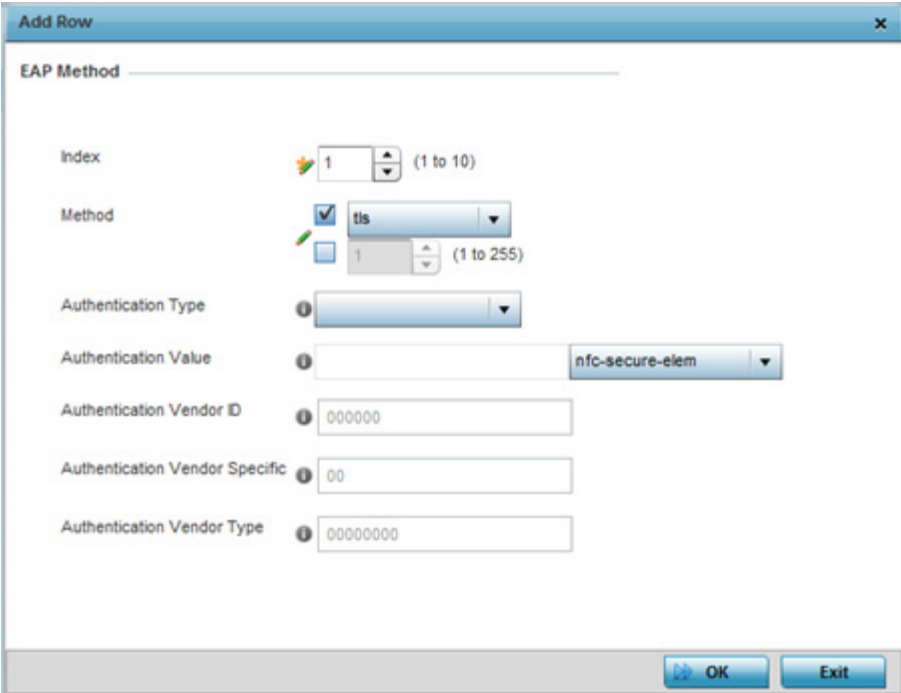 Add Row
EAP Method
Index 1 (1 to 10)
Method tls
1 (1 to 255)
Authentication Type
Authentication Value nfc-secure-elem
Authentication Vendor ID 000000
Authentication Vendor Specific 00
Authentication Vendor Type 00000000
OK Exit